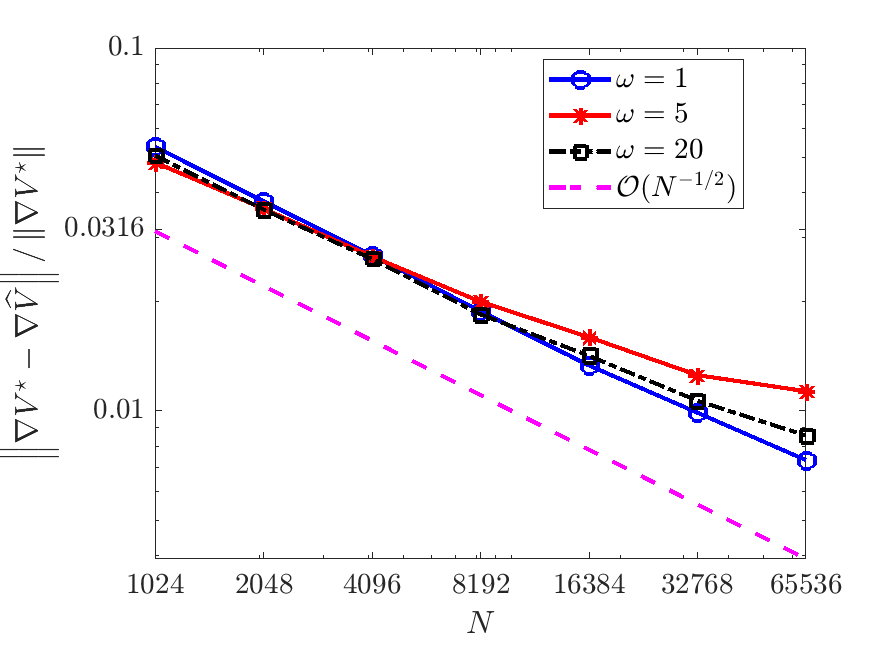 0.1
0.0316
0.01
‖∇V⋆ − ∇V̂‖ / ‖∇V⋆‖
ω = 1
ω = 5
ω = 20
𝒪(N^{−1/2})
1024 2048 4096 8192 16384 32768 65536
N